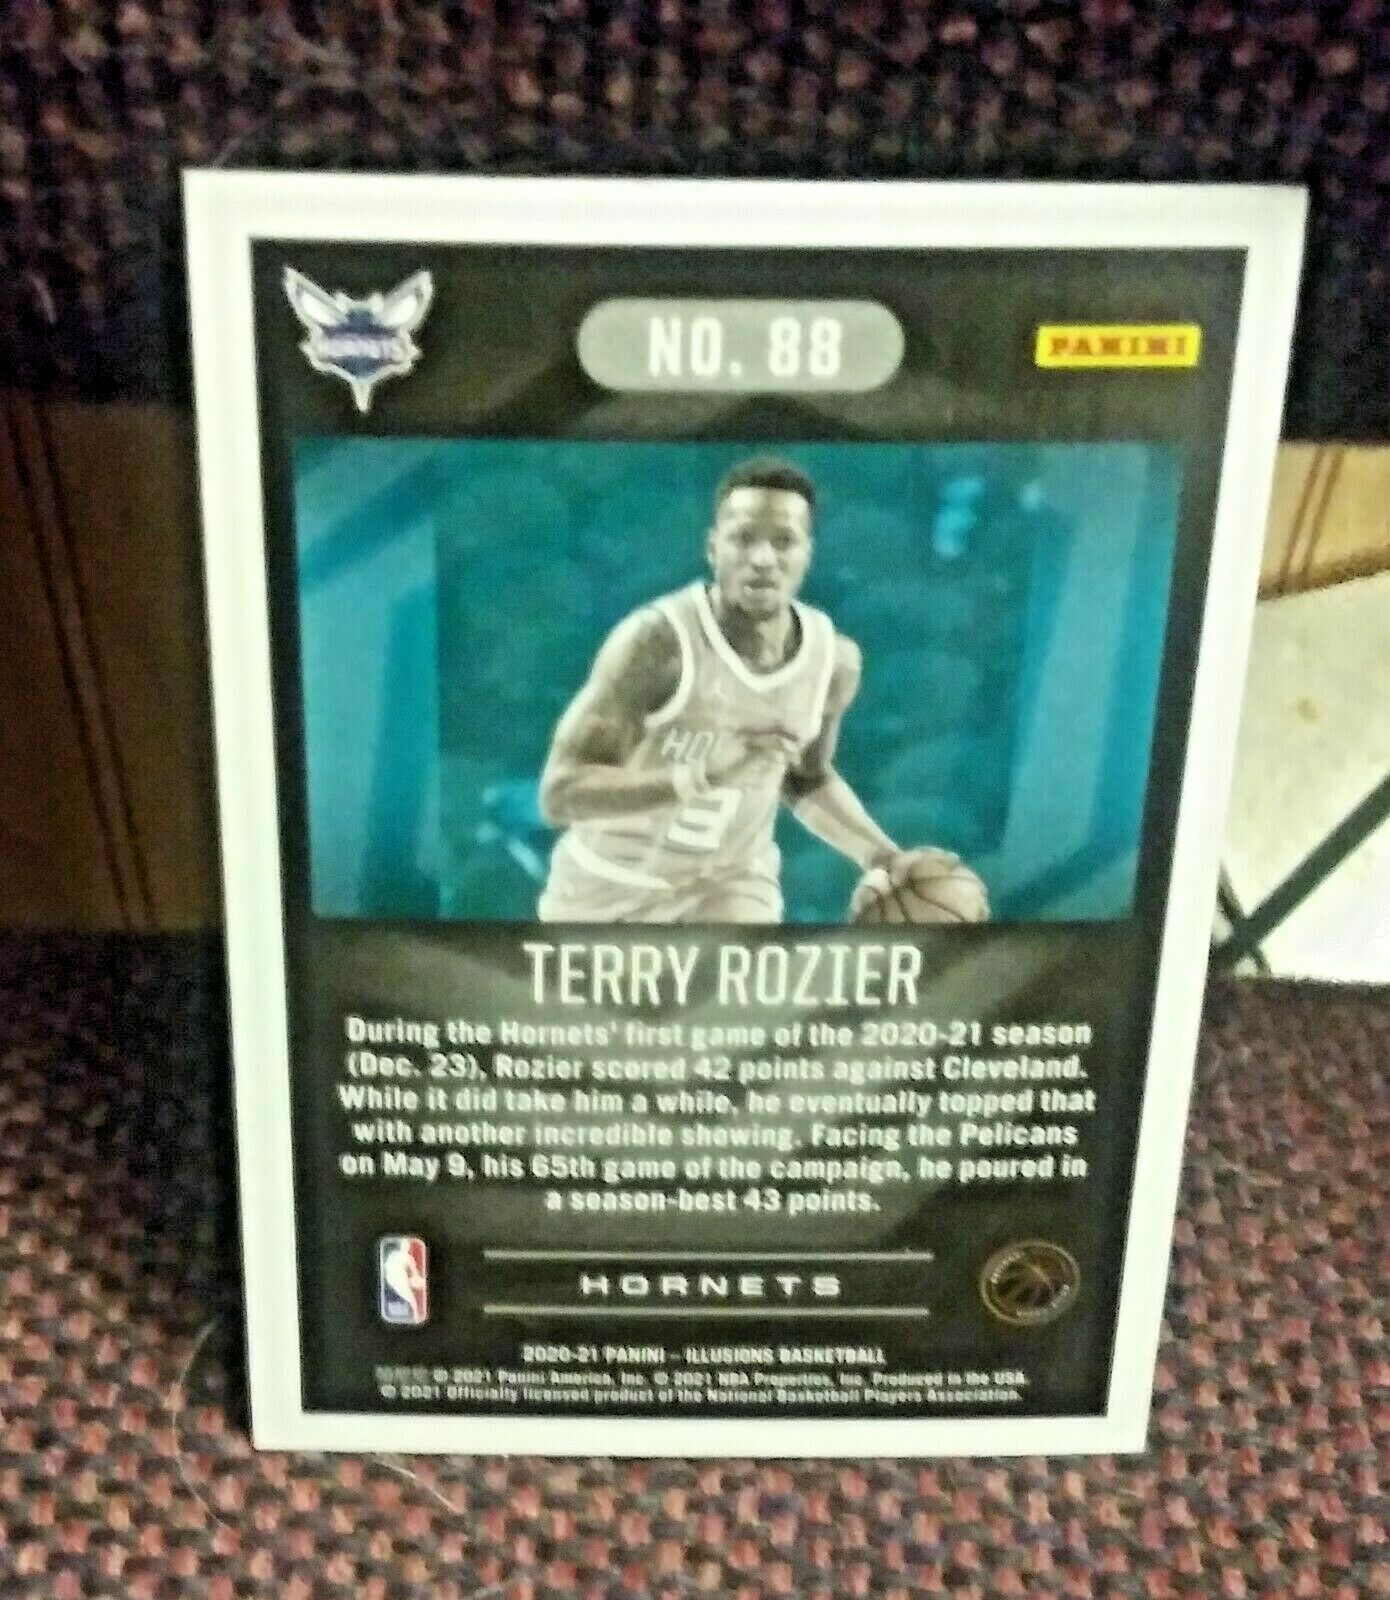 HORNETS
NO. 88
PANINI
HORNETS
3
TERRY ROZIER
During the Hornets' first game of the 2020-21 season
(Dec. 23), Rozier scored 42 points against Cleveland.
While it did take him a while, he eventually topped that
with another incredible showing. Facing the Pelicans
on May 9, his 65th game of the campaign, he poured in
a season-best 43 points.
HORNETS
2020-21 PANINI – ILLUSIONS BASKETBALL
© 2021 Panini America, Inc. © 2021 NBA Properties, Inc. Produced in the USA.
© 2021 Officially licensed product of the National Basketball Players Association.